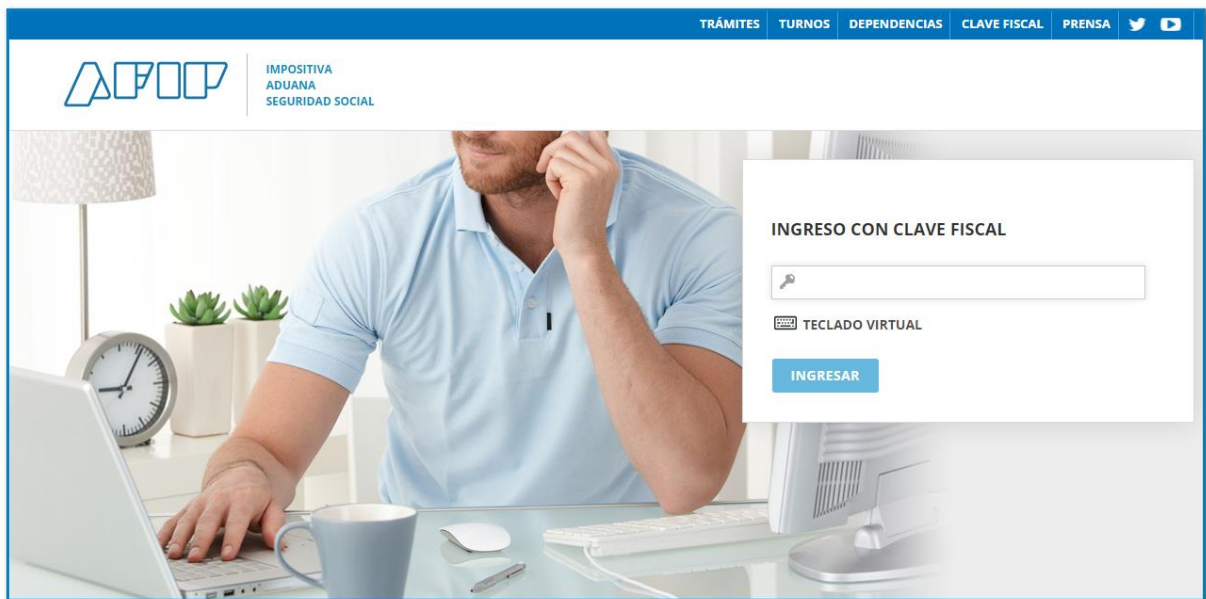 TRÁMITES TURNOS DEPENDENCIAS CLAVE FISCAL PRENSA
AFIP
IMPOSITIVA
ADUANA
SEGURIDAD SOCIAL
INGRESO CON CLAVE FISCAL
TECLADO VIRTUAL
INGRESAR